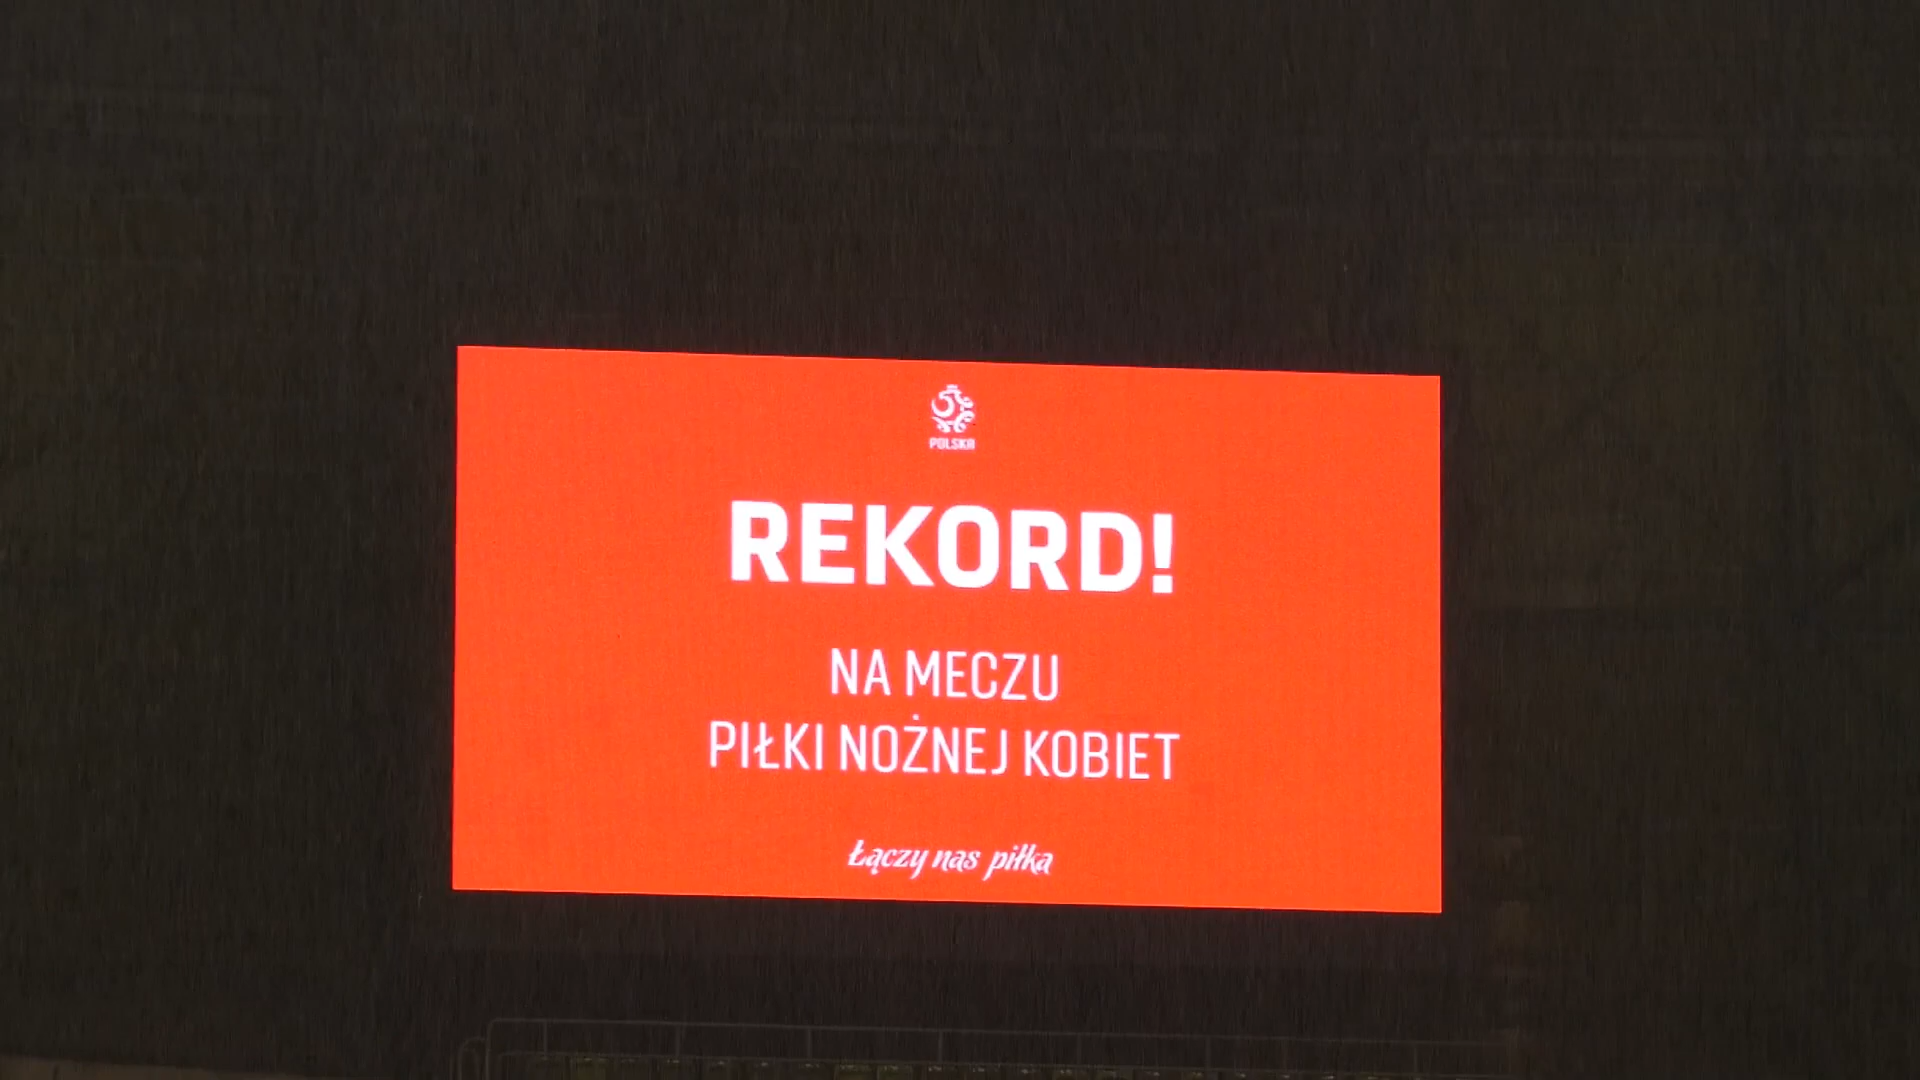 POLSKA
REKORD!
NA MECZU
PIŁKI NOŻNEJ KOBIET
Łączy nas piłka